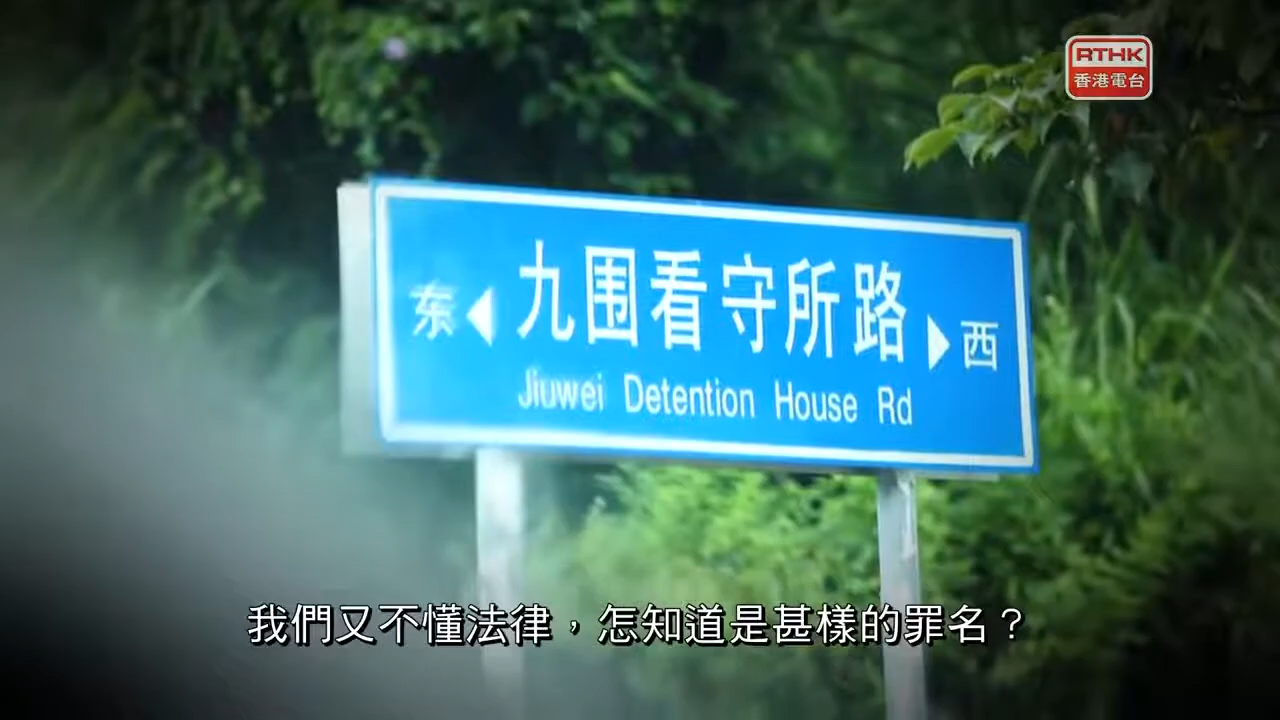 RTHK
香港電台
东 九围看守所路 西
Jiuwei Detention House Rd
我們又不懂法律，怎知道是甚樣的罪名？